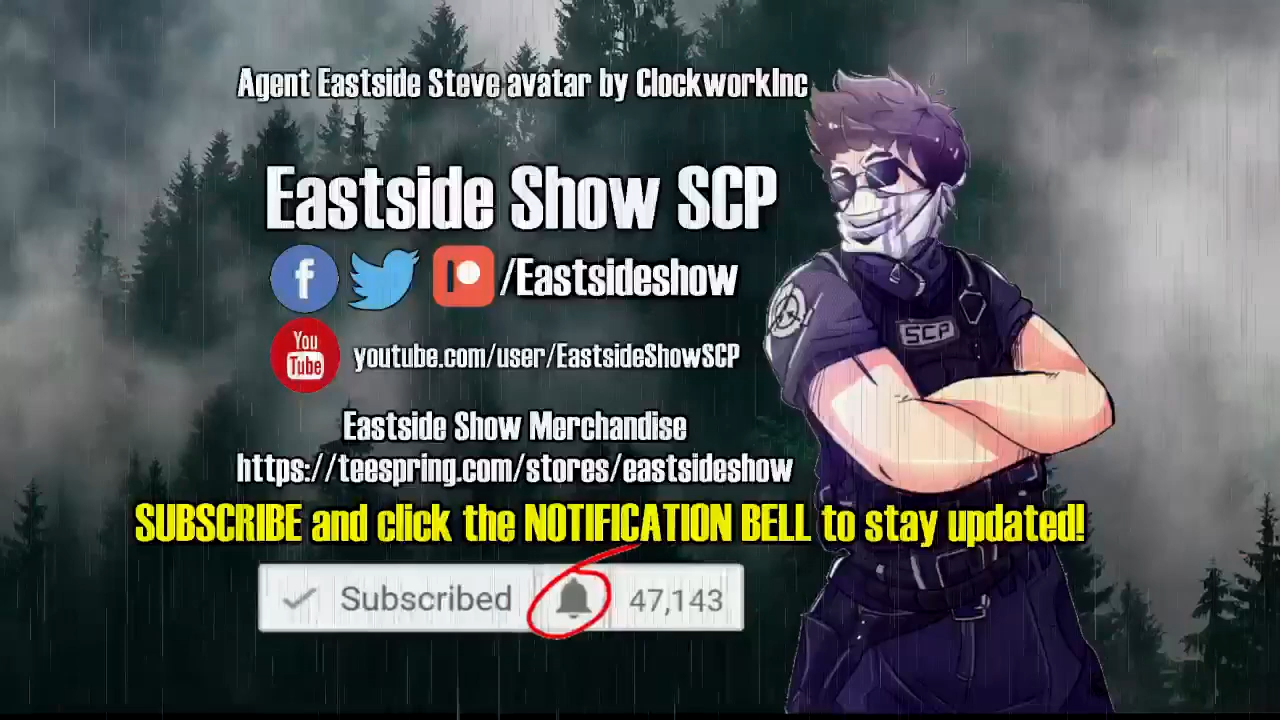 Agent Eastside Steve avatar by ClockworkInc
Eastside Show SCP
f /Eastsideshow
You Tube youtube.com/user/EastsideShowSCP
SCP
Eastside Show Merchandise
https://teespring.com/stores/eastsideshow
SUBSCRIBE and click the NOTIFICATION BELL to stay updated!
Subscribed 47,143